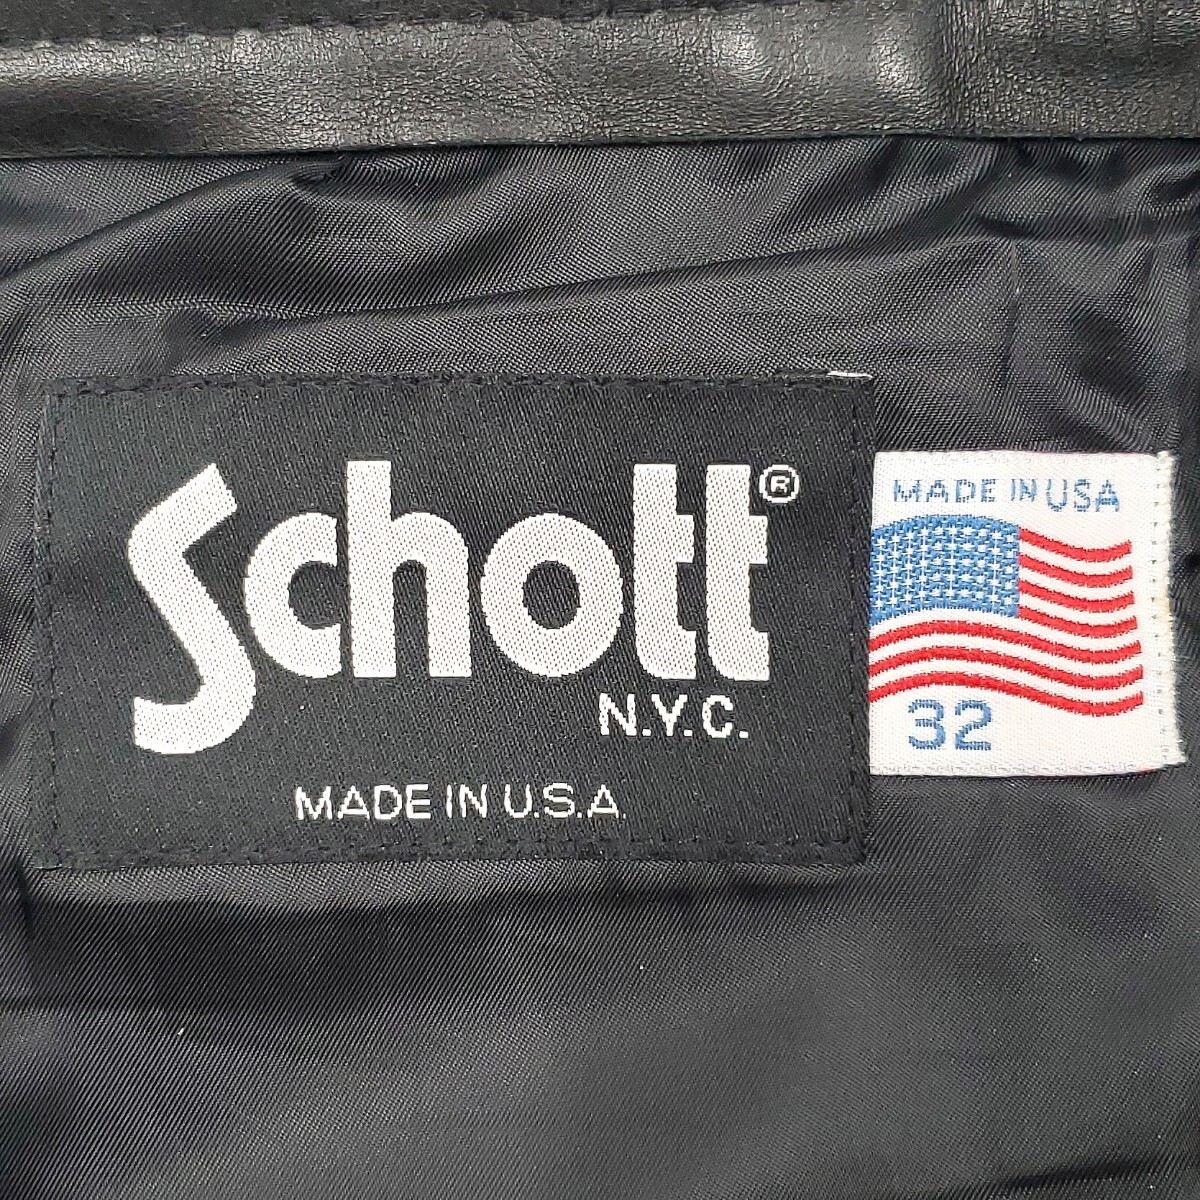 Schott®
N.Y.C.
MADE IN U.S.A.
MADE IN USA
32